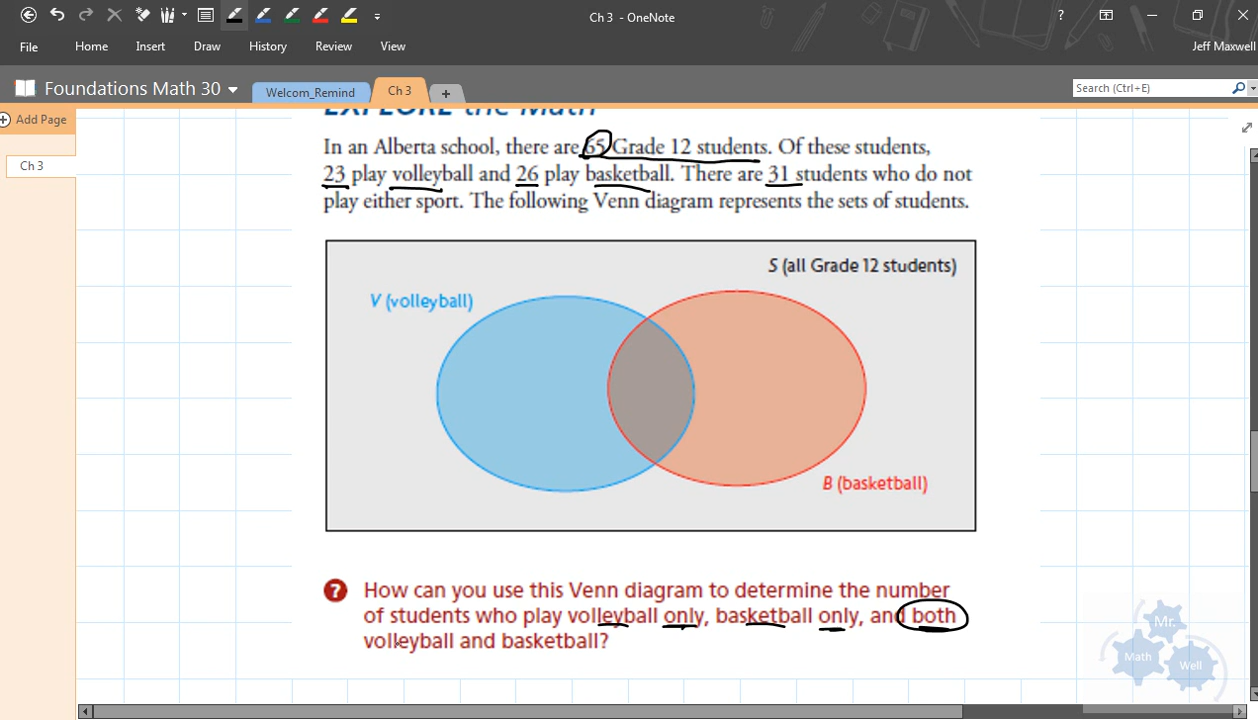 Ch 3 - OneNote
?
File
Home
Insert
Draw
History
Review
View
Jeff Maxwell
Foundations Math 30
Welcom_Remind
Ch 3
+
Search (Ctrl+E)
Add Page
Ch 3
EXPLORE the Math
In an Alberta school, there are 65 Grade 12 students. Of these students,
23 play volleyball and 26 play basketball. There are 31 students who do not
play either sport. The following Venn diagram represents the sets of students.
S (all Grade 12 students)
V (volleyball)
B (basketball)
? How can you use this Venn diagram to determine the number
of students who play volleyball only, basketball only, and both
volleyball and basketball?
Mr.
Math
Well